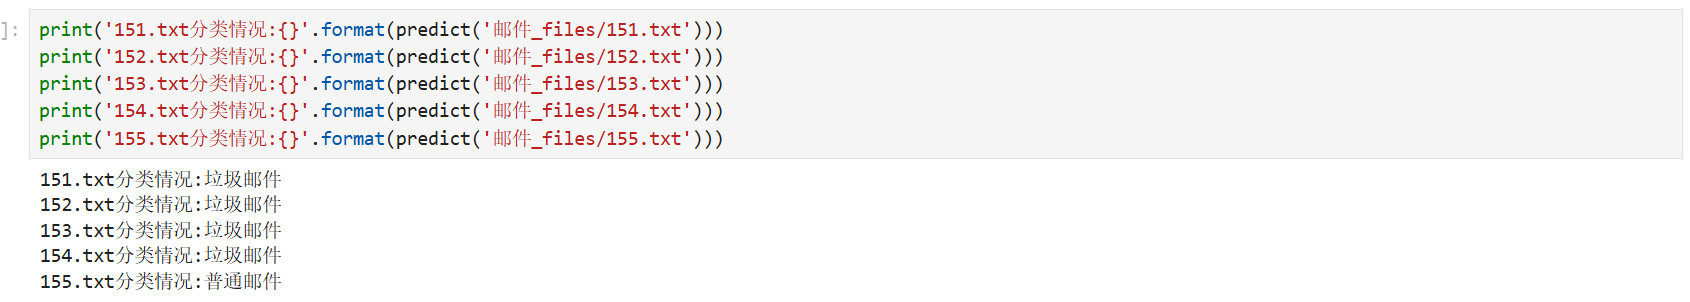 ]:
print('151.txt分类情况:{}'.format(predict('邮件_files/151.txt')))
print('152.txt分类情况:{}'.format(predict('邮件_files/152.txt')))
print('153.txt分类情况:{}'.format(predict('邮件_files/153.txt')))
print('154.txt分类情况:{}'.format(predict('邮件_files/154.txt')))
print('155.txt分类情况:{}'.format(predict('邮件_files/155.txt')))
151.txt分类情况:垃圾邮件
152.txt分类情况:垃圾邮件
153.txt分类情况:垃圾邮件
154.txt分类情况:垃圾邮件
155.txt分类情况:普通邮件